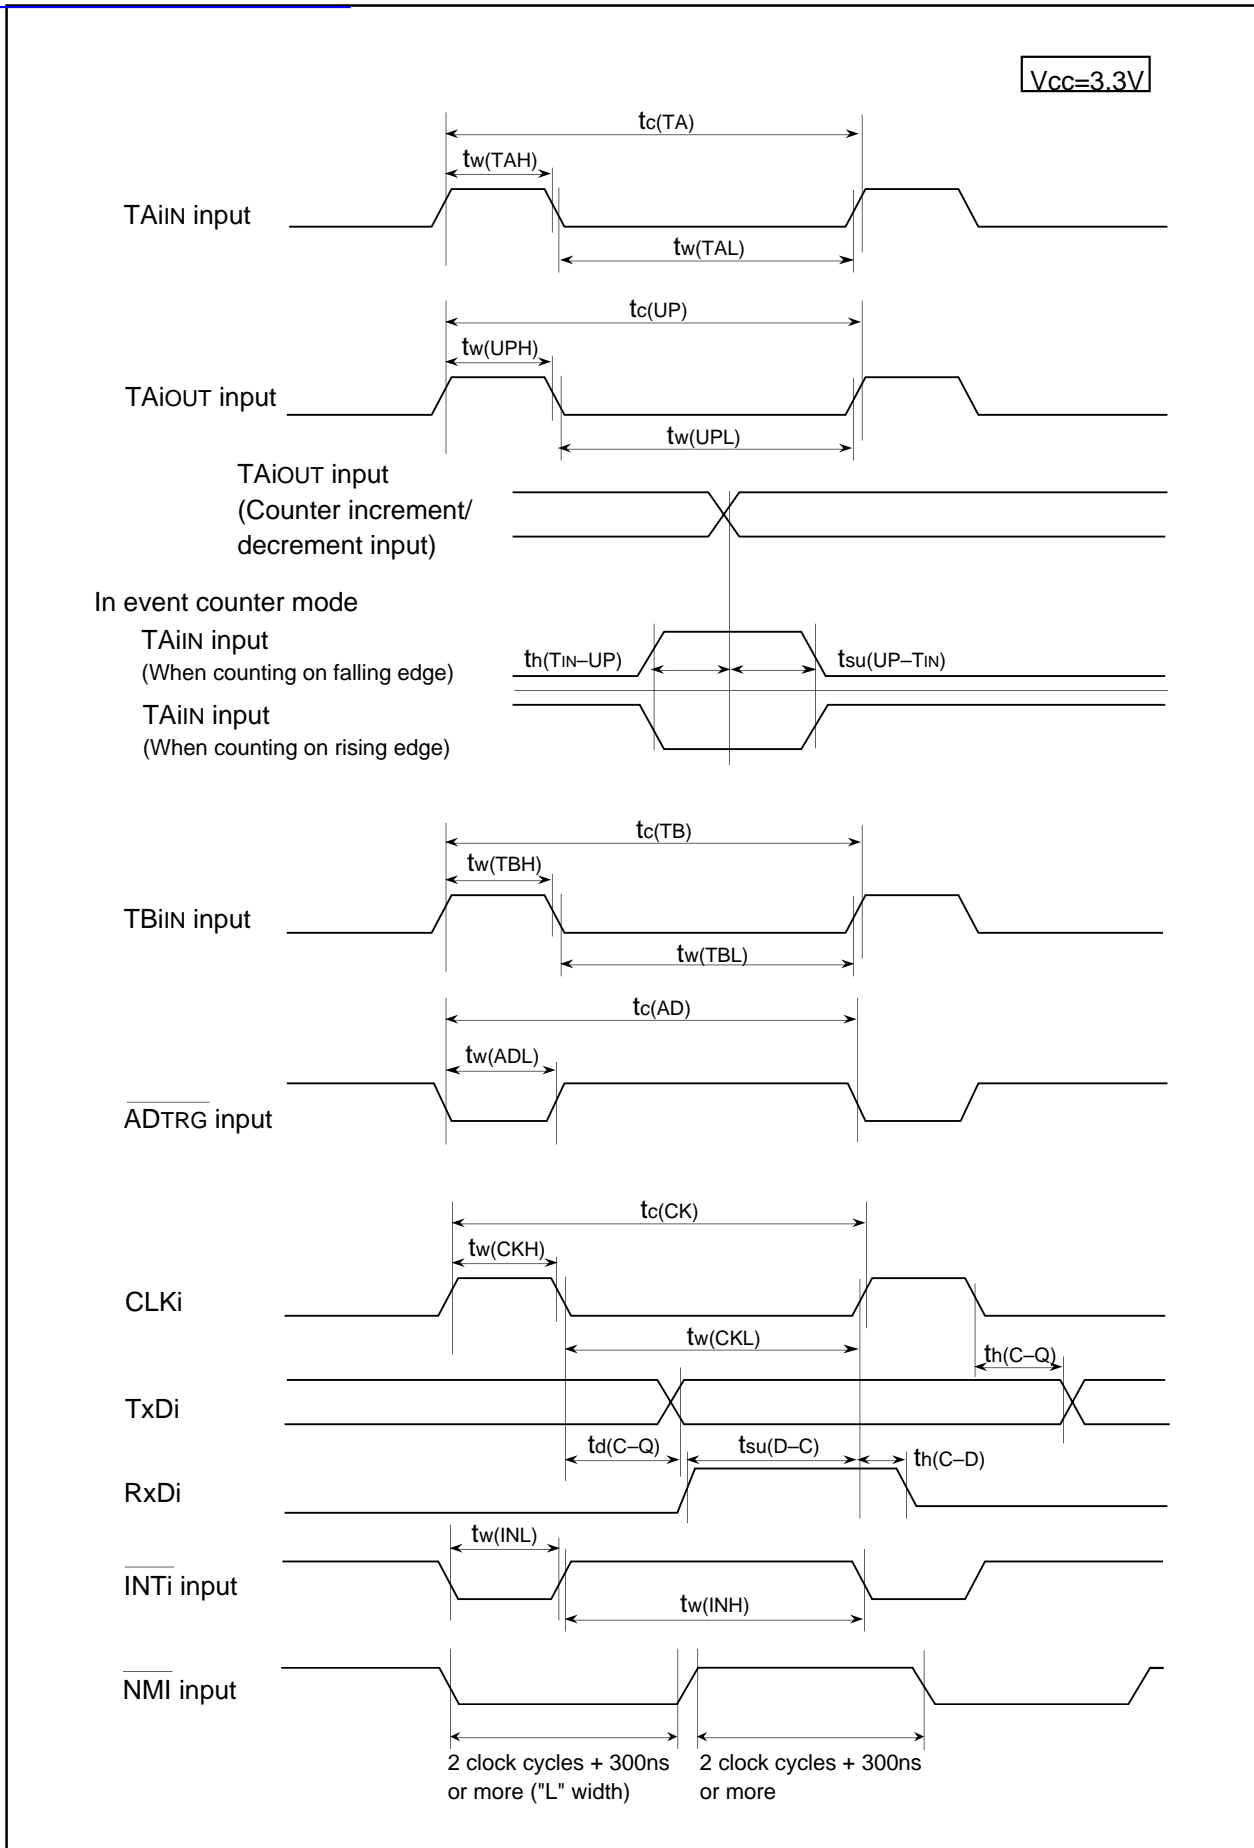 Vcc=3.3V
tc(TA)
tw(TAH)
TAiIN input
tw(TAL)
tc(UP)
tw(UPH)
TAiOUT input
tw(UPL)
TAiOUT input
(Counter increment/
decrement input)
In event counter mode
TAiIN input
(When counting on falling edge)
th(TIN–UP)
tsu(UP–TIN)
TAiIN input
(When counting on rising edge)
tc(TB)
tw(TBH)
TBiIN input
tw(TBL)
tc(AD)
tw(ADL)
ADTRG input
tc(CK)
tw(CKH)
CLKi
tw(CKL)
th(C–Q)
TxDi
td(C–Q)
tsu(D–C)
th(C–D)
RxDi
tw(INL)
INTi input
tw(INH)
NMI input
2 clock cycles + 300ns
or more ("L" width)
2 clock cycles + 300ns
or more